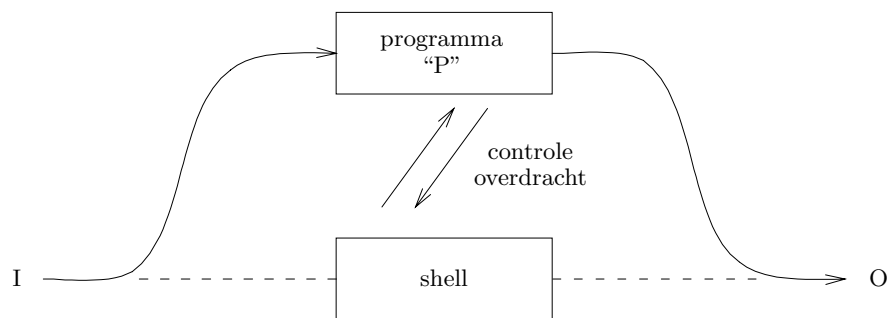 programma
“P”
controle
overdracht
I
shell
O